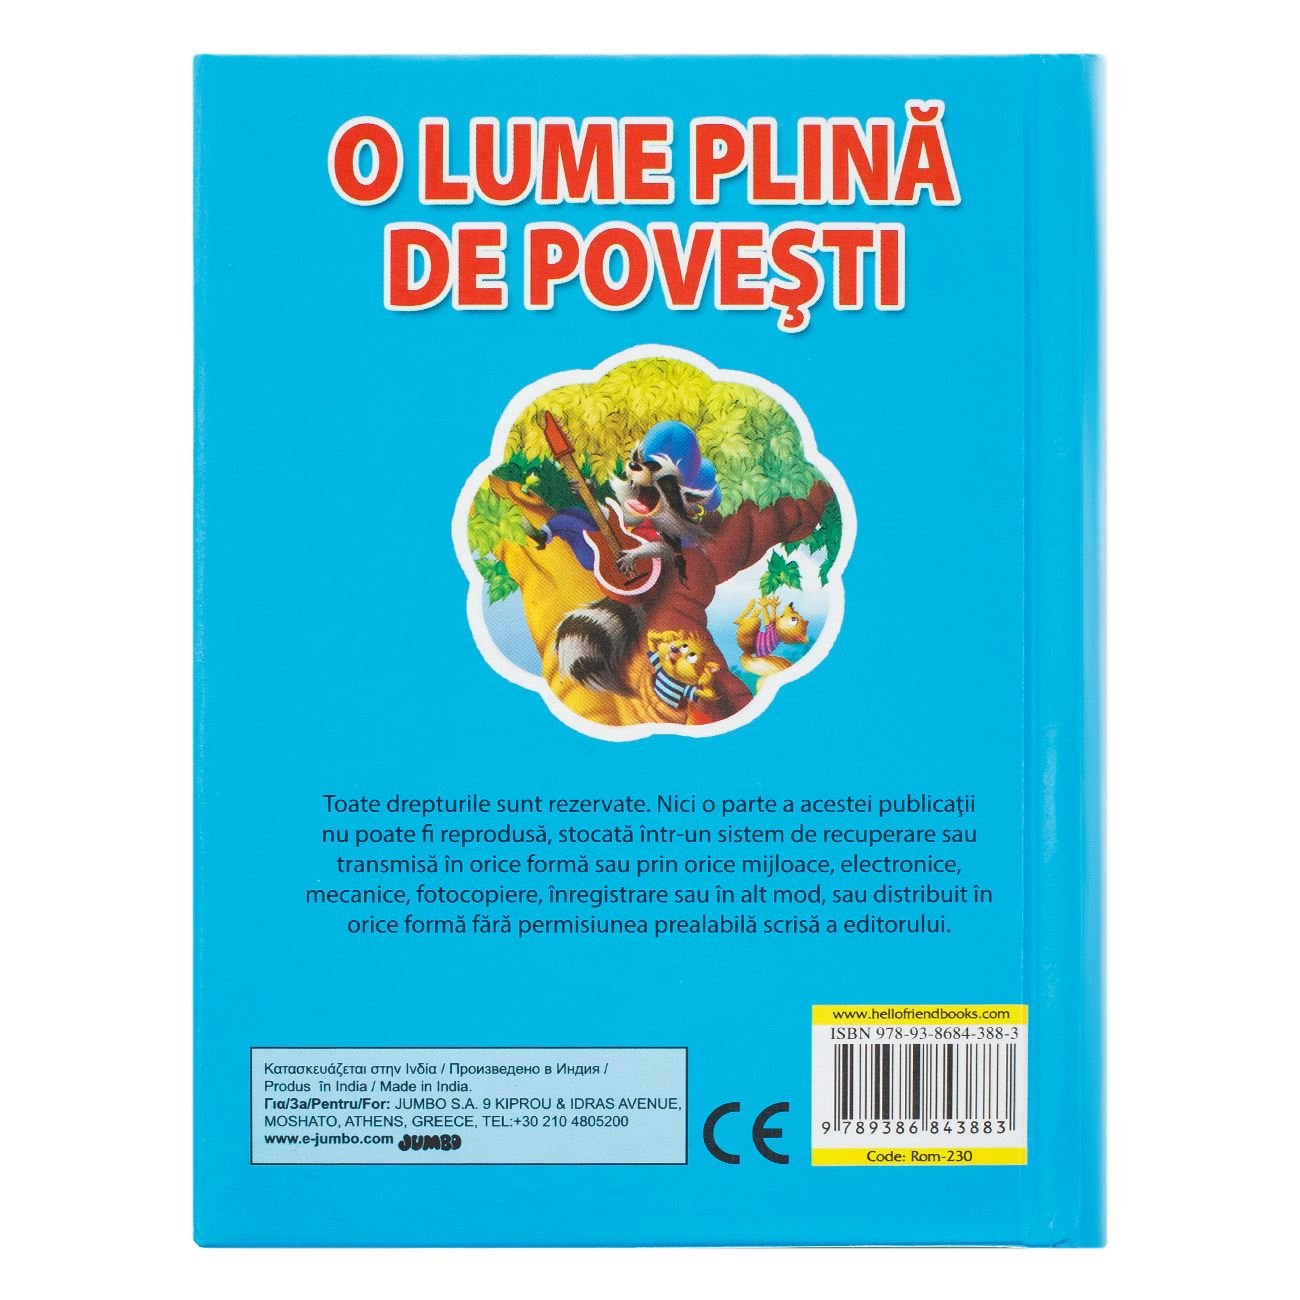 O LUME PLINĂ
DE POVEŞTI
Toate drepturile sunt rezervate. Nici o parte a acestei publicaţii
nu poate fi reprodusă, stocată într-un sistem de recuperare sau
transmisă în orice formă sau prin orice mijloace, electronice,
mecanice, fotocopiere, înregistrare sau în alt mod, sau distribuit în
orice formă fără permisiunea prealabilă scrisă a editorului.
Κατασκευάζεται στην Ινδία / Произведено в Индия /
Produs în India / Made in India.
Για/За/Pentru/For: JUMBO S.A. 9 KIPROU & IDRAS AVENUE,
MOSHATO, ATHENS, GREECE, TEL:+30 210 4805200
www.e-jumbo.com JUMBO
CE
www.hellofriendbooks.com
ISBN 978-93-8684-388-3
9 789386 843883
Code: Rom-230